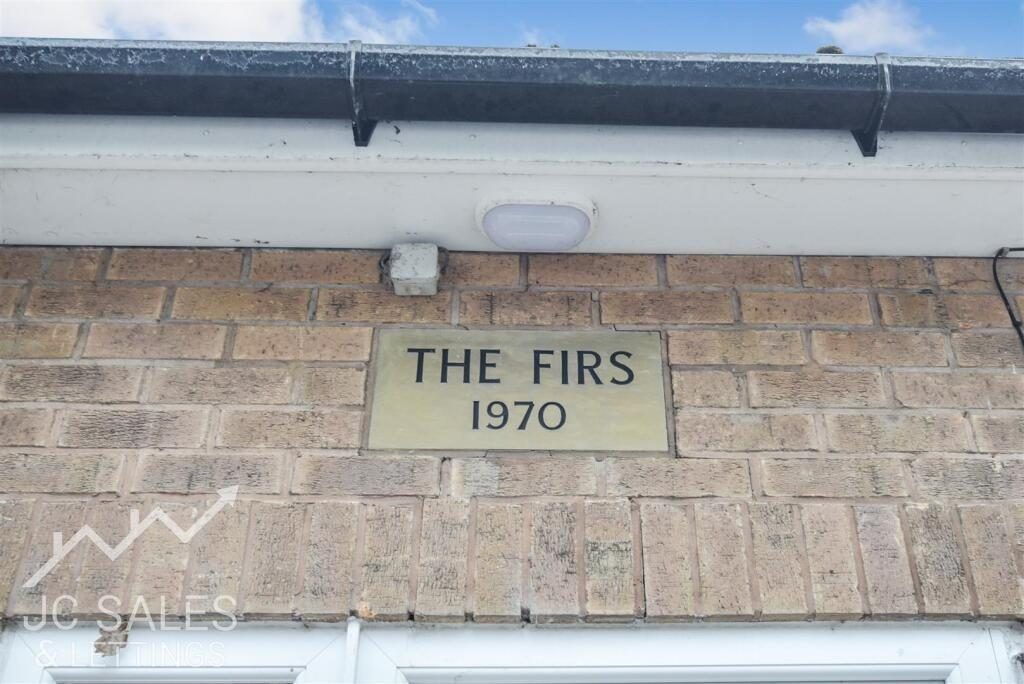 THE FIRS
1970
JC SALES
& LETTINGS